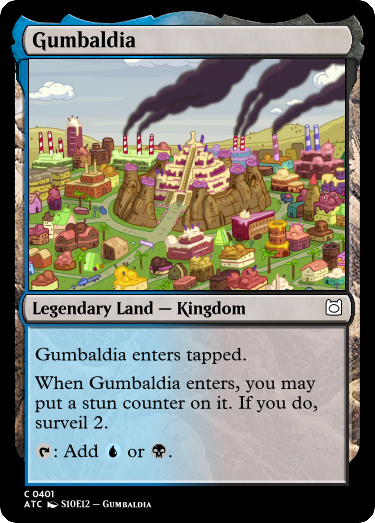 Gumbaldia
Legendary Land — Kingdom
Gumbaldia enters tapped.
When Gumbaldia enters, you may
put a stun counter on it. If you do,
surveil 2.
: Add or .
C 0401
ATC S10E12 — Gumbaldia